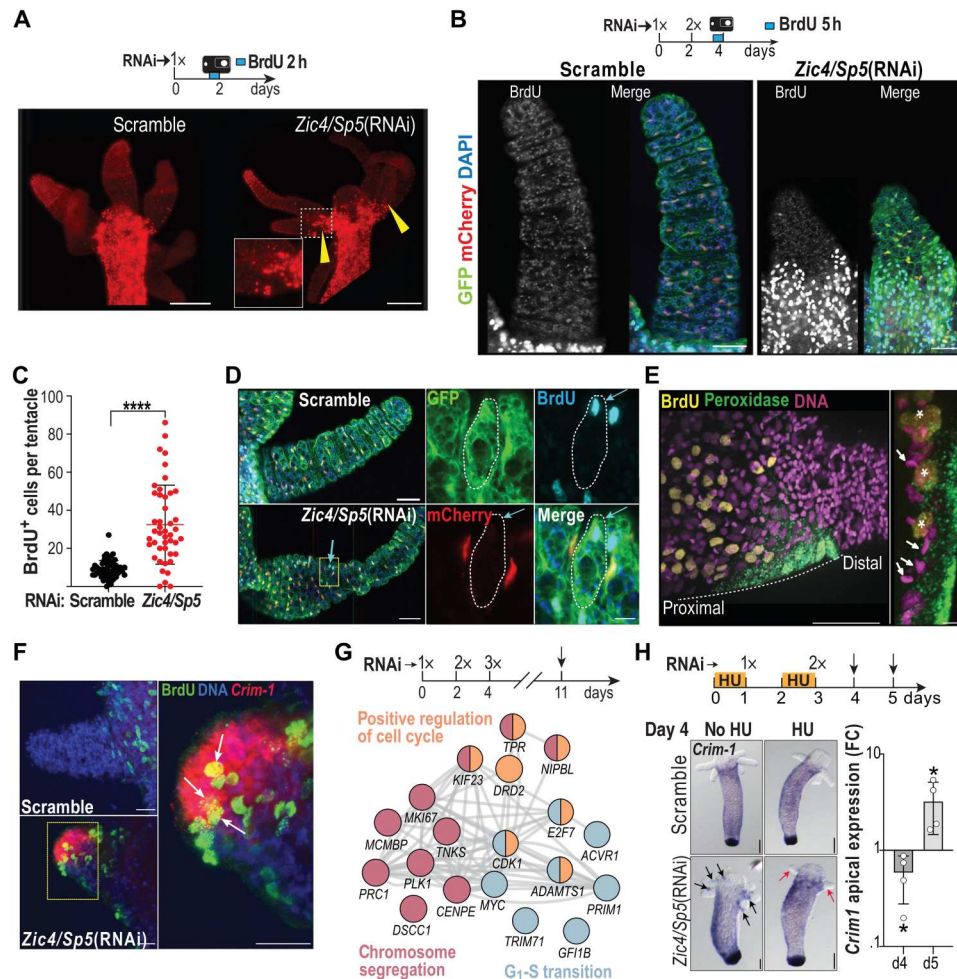 A
RNAi→ 1×
BrdU 2 h
0 2 days
Scramble Zic4/Sp5(RNAi)
B
RNAi→ 1× 2×
BrdU 5 h
0 2 4 days
Scramble Zic4/Sp5(RNAi)
BrdU Merge BrdU Merge
GFP mCherry DAPI
C
****
100
80
60
40
20
BrdU+ cells per tentacle
RNAi: Scramble Zic4/Sp5
D
Scramble GFP BrdU
Zic4/Sp5(RNAi) mCherry Merge
E
BrdU Peroxidase DNA
*
*
*
Distal
Proximal
F
BrdU DNA Crim-1
Scramble
Zic4/Sp5(RNAi)
G
RNAi → 1× 2× 3×
0 2 4 11 days
Positive regulation
of cell cycle
TPR
NIPBL
KIF23
DRD2
MKI67
E2F7
MCMBP
TNKS
ACVR1
CDK1
PRC1
PLK1
ADAMTS1
CENPE
MYC
PRIM1
DSCC1
TRIM71
GFI1B
Chromosome
segregation
G1-S transition
H
RNAi→ 1× 2×
HU HU
0 1 2 3 4 5 days
Day 4 No HU HU
Crim-1
Scramble
Zic4/Sp5(RNAi)
Crim1 apical expression (FC)
10
1
.1
*
*
d4 d5